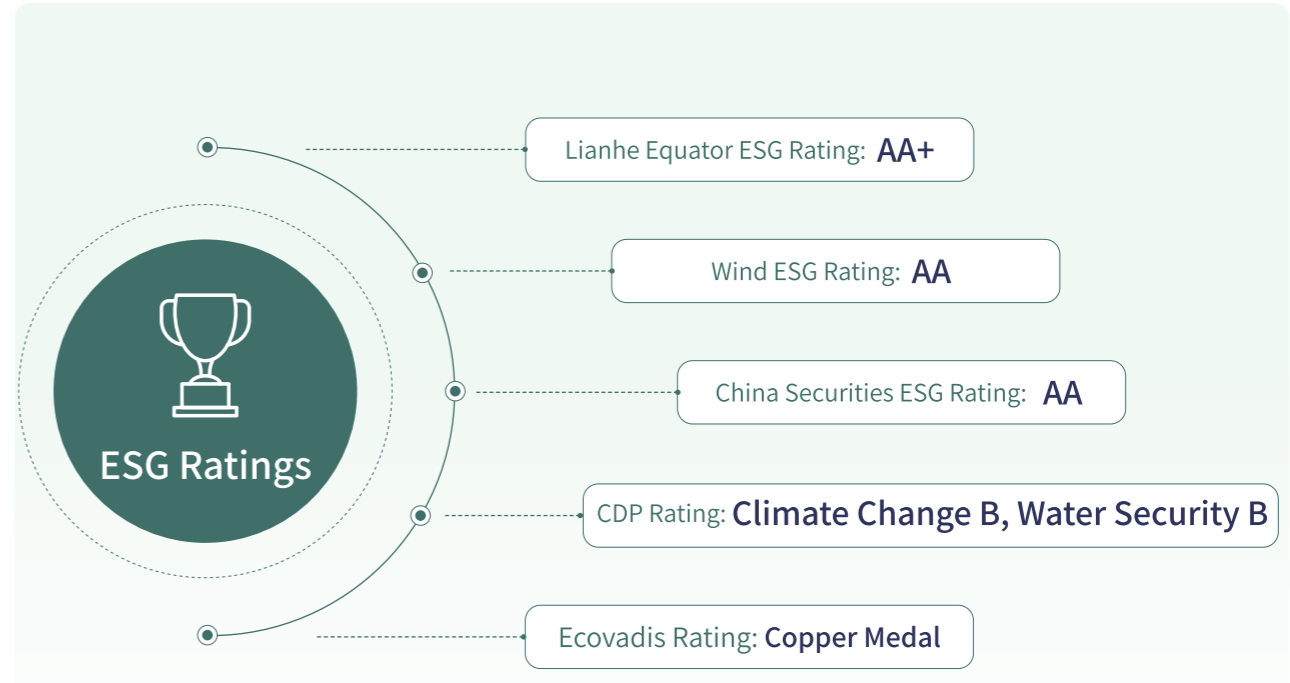 Lianhe Equator ESG Rating: AA+
Wind ESG Rating: AA
China Securities ESG Rating: AA
ESG Ratings
CDP Rating: Climate Change B, Water Security B
Ecovadis Rating: Copper Medal